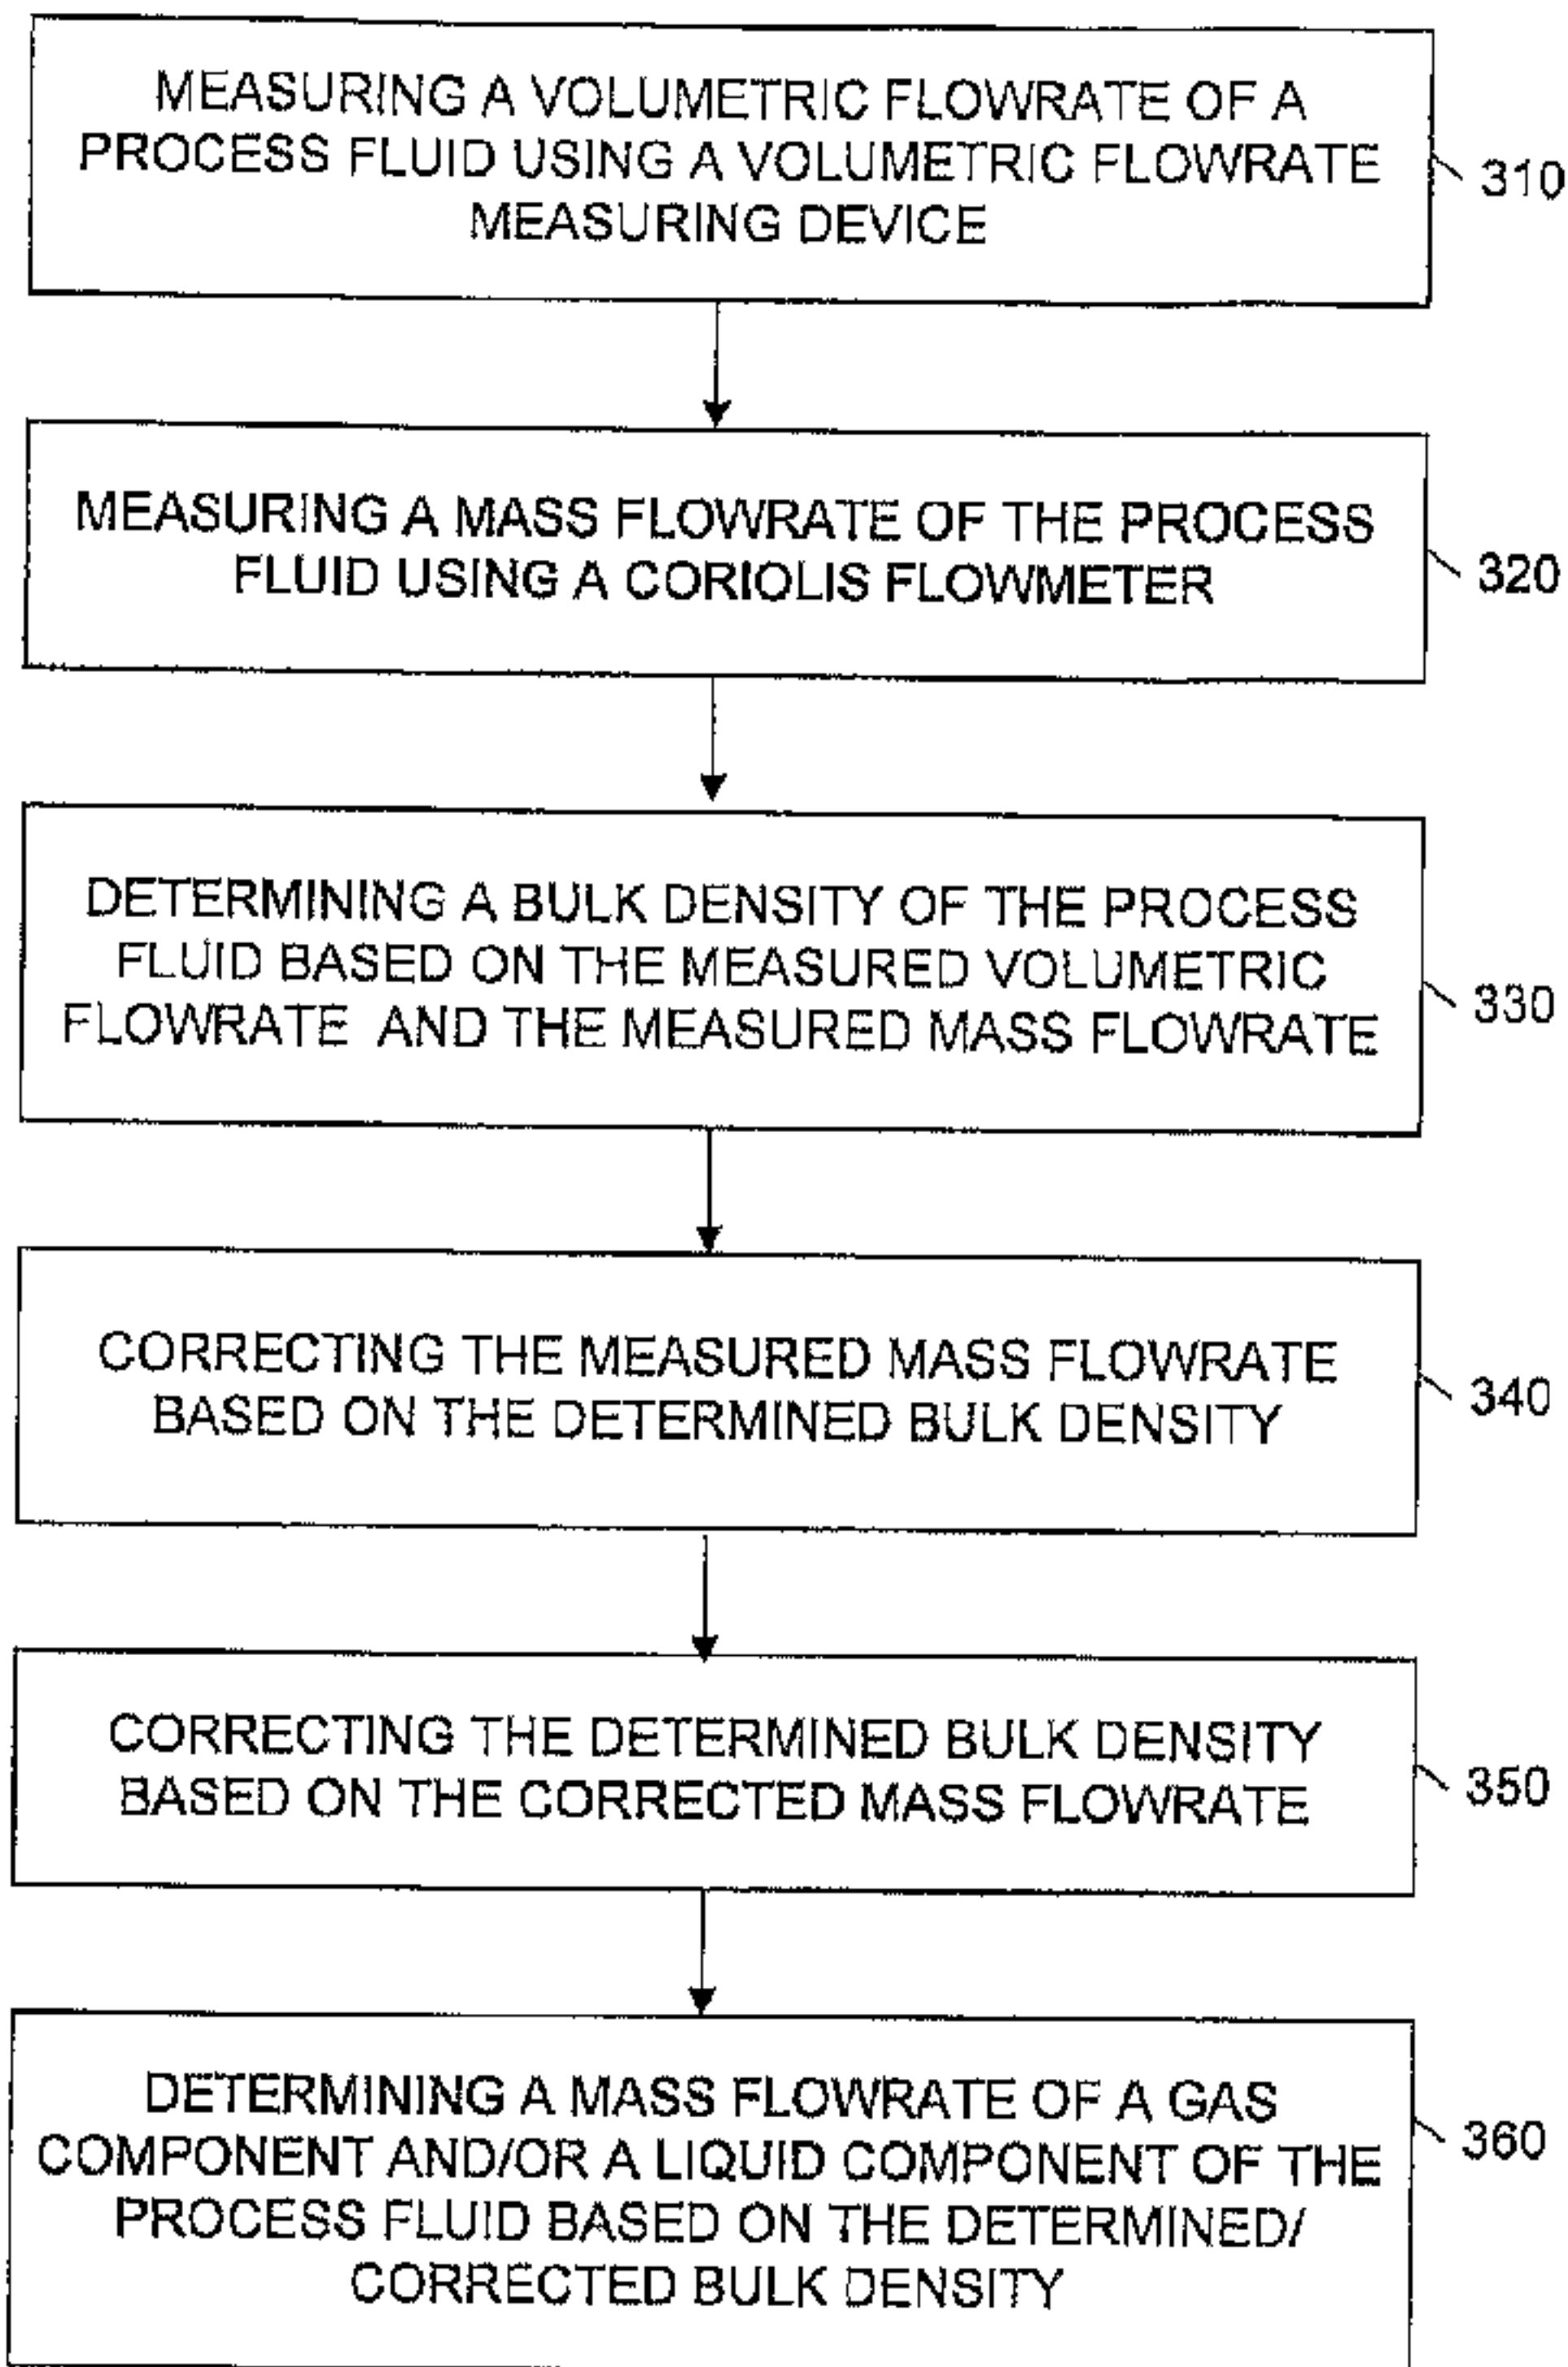 MEASURING A VOLUMETRIC FLOWRATE OF A
PROCESS FLUID USING A VOLUMETRIC FLOWRATE
MEASURING DEVICE
310
MEASURING A MASS FLOWRATE OF THE PROCESS
FLUID USING A CORIOLIS FLOWMETER
320
DETERMINING A BULK DENSITY OF THE PROCESS
FLUID BASED ON THE MEASURED VOLUMETRIC
FLOWRATE AND THE MEASURED MASS FLOWRATE
330
CORRECTING THE MEASURED MASS FLOWRATE
BASED ON THE DETERMINED BULK DENSITY
340
CORRECTING THE DETERMINED BULK DENSITY
BASED ON THE CORRECTED MASS FLOWRATE
350
DETERMINING A MASS FLOWRATE OF A GAS
COMPONENT AND/OR A LIQUID COMPONENT OF THE
PROCESS FLUID BASED ON THE DETERMINED/
CORRECTED BULK DENSITY
360